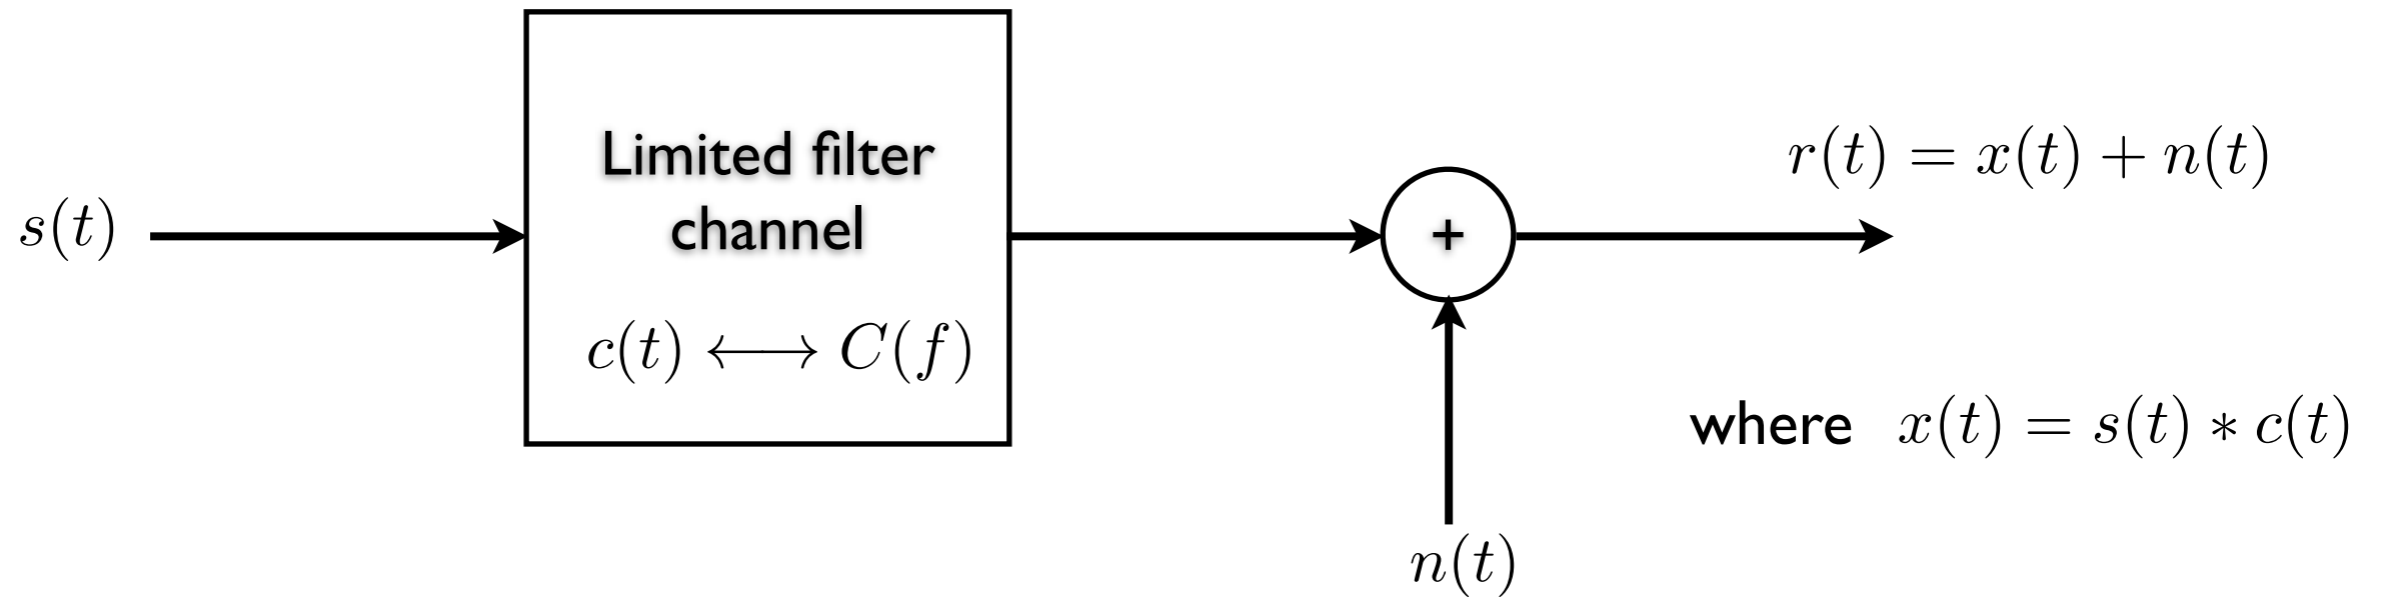 s(t)
Limited filter
channel
c(t) ⟷ C(f)
+
r(t) = x(t) + n(t)
where x(t) = s(t) ∗ c(t)
n(t)